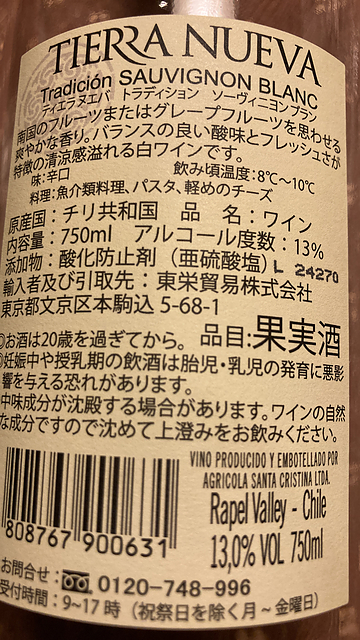 TIERRA NUEVA
Tradición SAUVIGNON BLANC
ティエラヌエバ トラディション ソーヴィニヨンブラン
南国のフルーツまたはグレープフルーツを思わせる
爽やかな香り。バランスの良い酸味とフレッシュさが
特徴の清涼感溢れる白ワインです。
味:辛口 飲み頃温度:8℃〜10℃
料理:魚介類料理、パスタ、軽めのチーズ
原産国:チリ共和国 品 名:ワイン
内容量:750ml アルコール度数:13%
添加物:酸化防止剤(亜硫酸塩) L 24270
輸入者及び引取先:東栄貿易株式会社
東京都文京区本駒込 5-68-1
お酒は20歳を過ぎてから。 品目:果実酒
妊娠中や授乳期の飲酒は胎児・乳児の発育に悪影
響を与える恐れがあります。
中味成分が沈殿する場合があります。ワインの自然
な成分ですので沈めて上澄みをお飲みください。
VINO PRODUCIDO Y EMBOTELLADO POR
AGRICOLA SANTA CRISTINA LTDA.
Rapel Valley - Chile
13,0% VOL 750ml
808767 900631
お問合せ: 0120-748-996
受付時間:9~17時(祝祭日を除く月~金曜日)